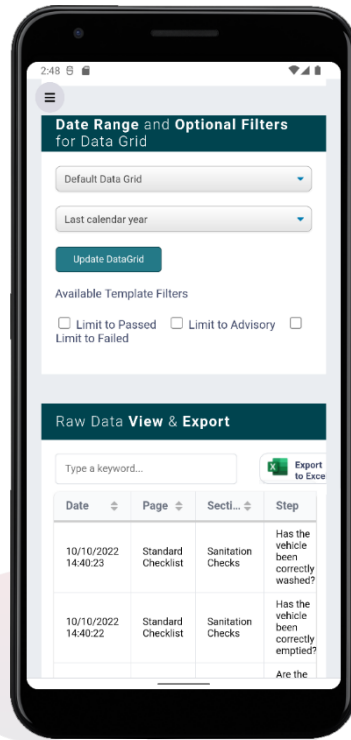 2:48
Date Range and Optional Filters
for Data Grid
Default Data Grid
Last calendar year
Update DataGrid
Available Template Filters
Limit to Passed Limit to Advisory
Limit to Failed
Raw Data View & Export
Type a keyword...
Export
to Exce
Date Page Secti... Step
10/10/2022
14:40:23
Standard
Checklist
Sanitation
Checks
Has the
vehicle
been
correctly
washed?
10/10/2022
14:40:22
Standard
Checklist
Sanitation
Checks
Has the
vehicle
been
correctly
emptied?
Are the